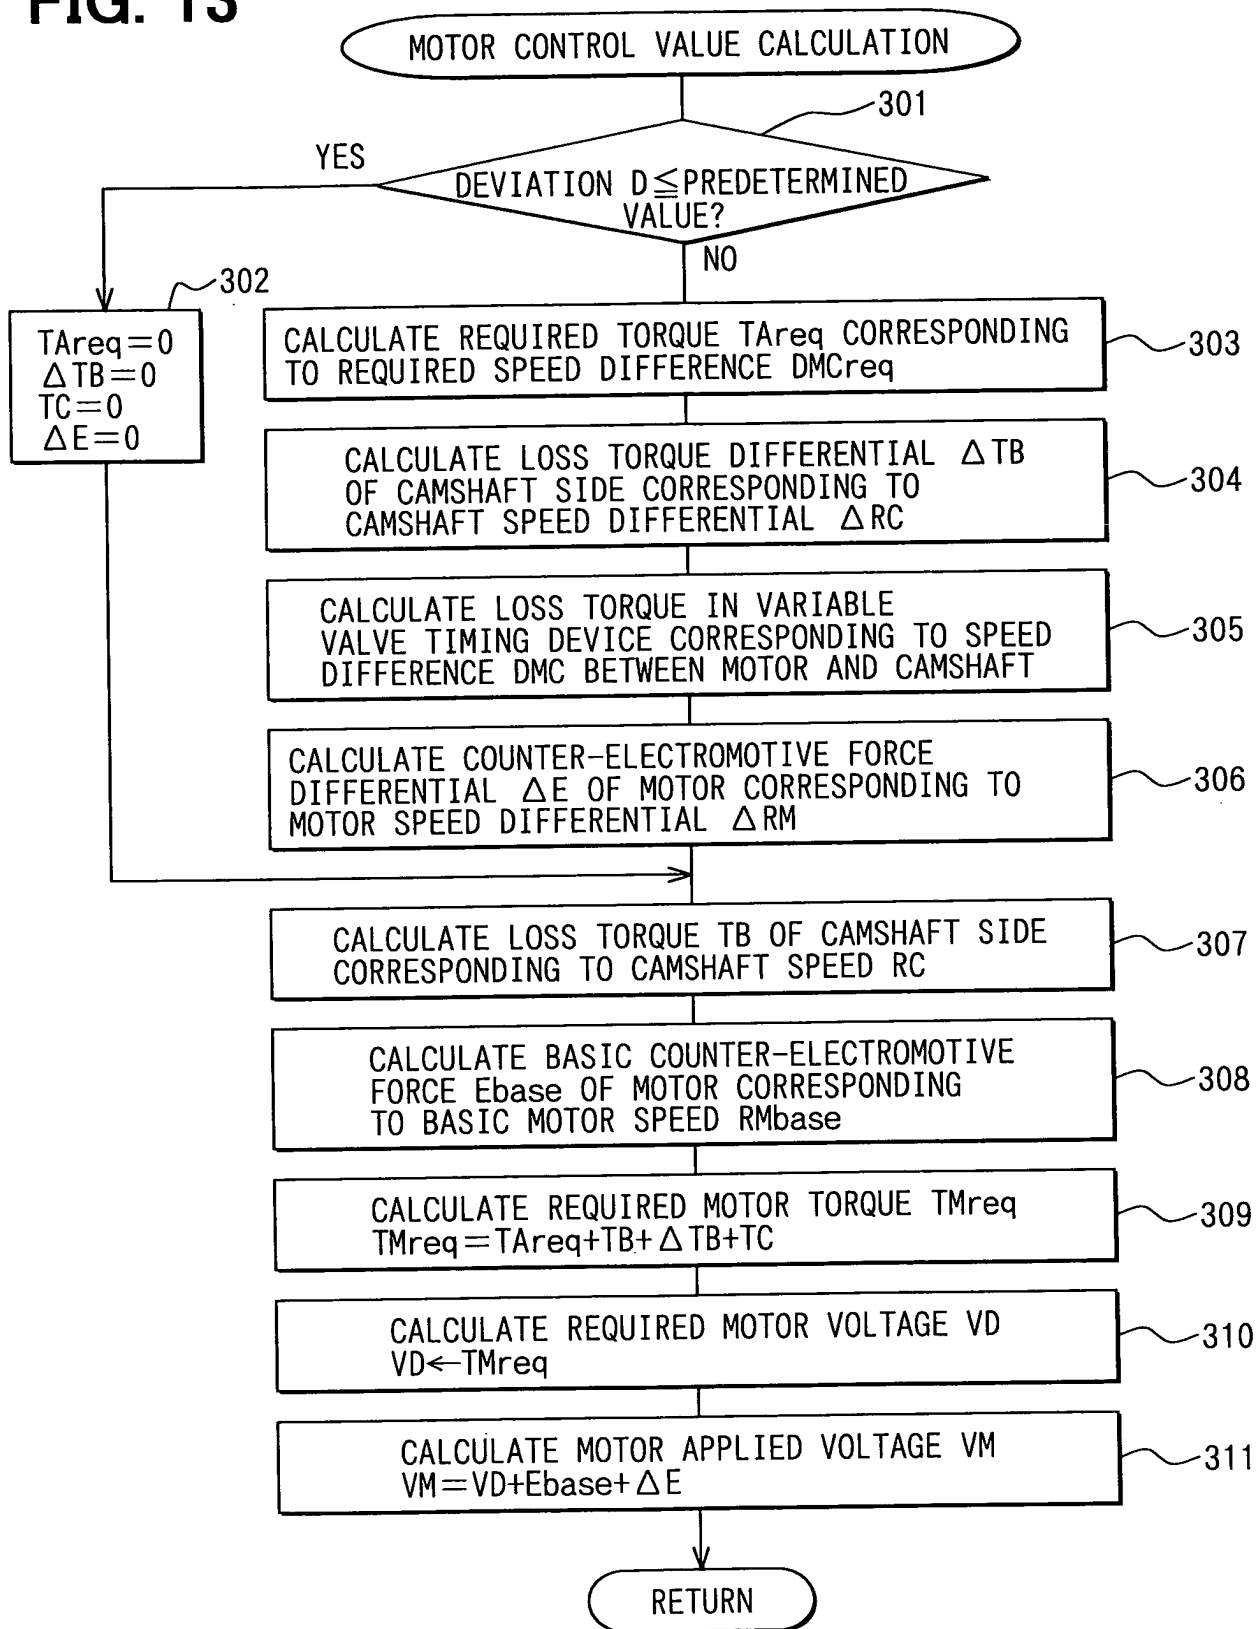 FIG. 13
MOTOR CONTROL VALUE CALCULATION
301
YES
DEVIATION D≦PREDETERMINED
VALUE?
NO
302
TAreq=0
ΔTB=0
TC=0
ΔE=0
CALCULATE REQUIRED TORQUE TAreq CORRESPONDING
TO REQUIRED SPEED DIFFERENCE DMCreq
303
CALCULATE LOSS TORQUE DIFFERENTIAL ΔTB
OF CAMSHAFT SIDE CORRESPONDING TO
CAMSHAFT SPEED DIFFERENTIAL ΔRC
304
CALCULATE LOSS TORQUE IN VARIABLE
VALVE TIMING DEVICE CORRESPONDING TO SPEED
DIFFERENCE DMC BETWEEN MOTOR AND CAMSHAFT
305
CALCULATE COUNTER-ELECTROMOTIVE FORCE
DIFFERENTIAL ΔE OF MOTOR CORRESPONDING TO
MOTOR SPEED DIFFERENTIAL ΔRM
306
CALCULATE LOSS TORQUE TB OF CAMSHAFT SIDE
CORRESPONDING TO CAMSHAFT SPEED RC
307
CALCULATE BASIC COUNTER-ELECTROMOTIVE
FORCE Ebase OF MOTOR CORRESPONDING
TO BASIC MOTOR SPEED RMbase
308
CALCULATE REQUIRED MOTOR TORQUE TMreq
TMreq=TAreq+TB+ΔTB+TC
309
CALCULATE REQUIRED MOTOR VOLTAGE VD
VD←TMreq
310
CALCULATE MOTOR APPLIED VOLTAGE VM
VM=VD+Ebase+ΔE
311
RETURN